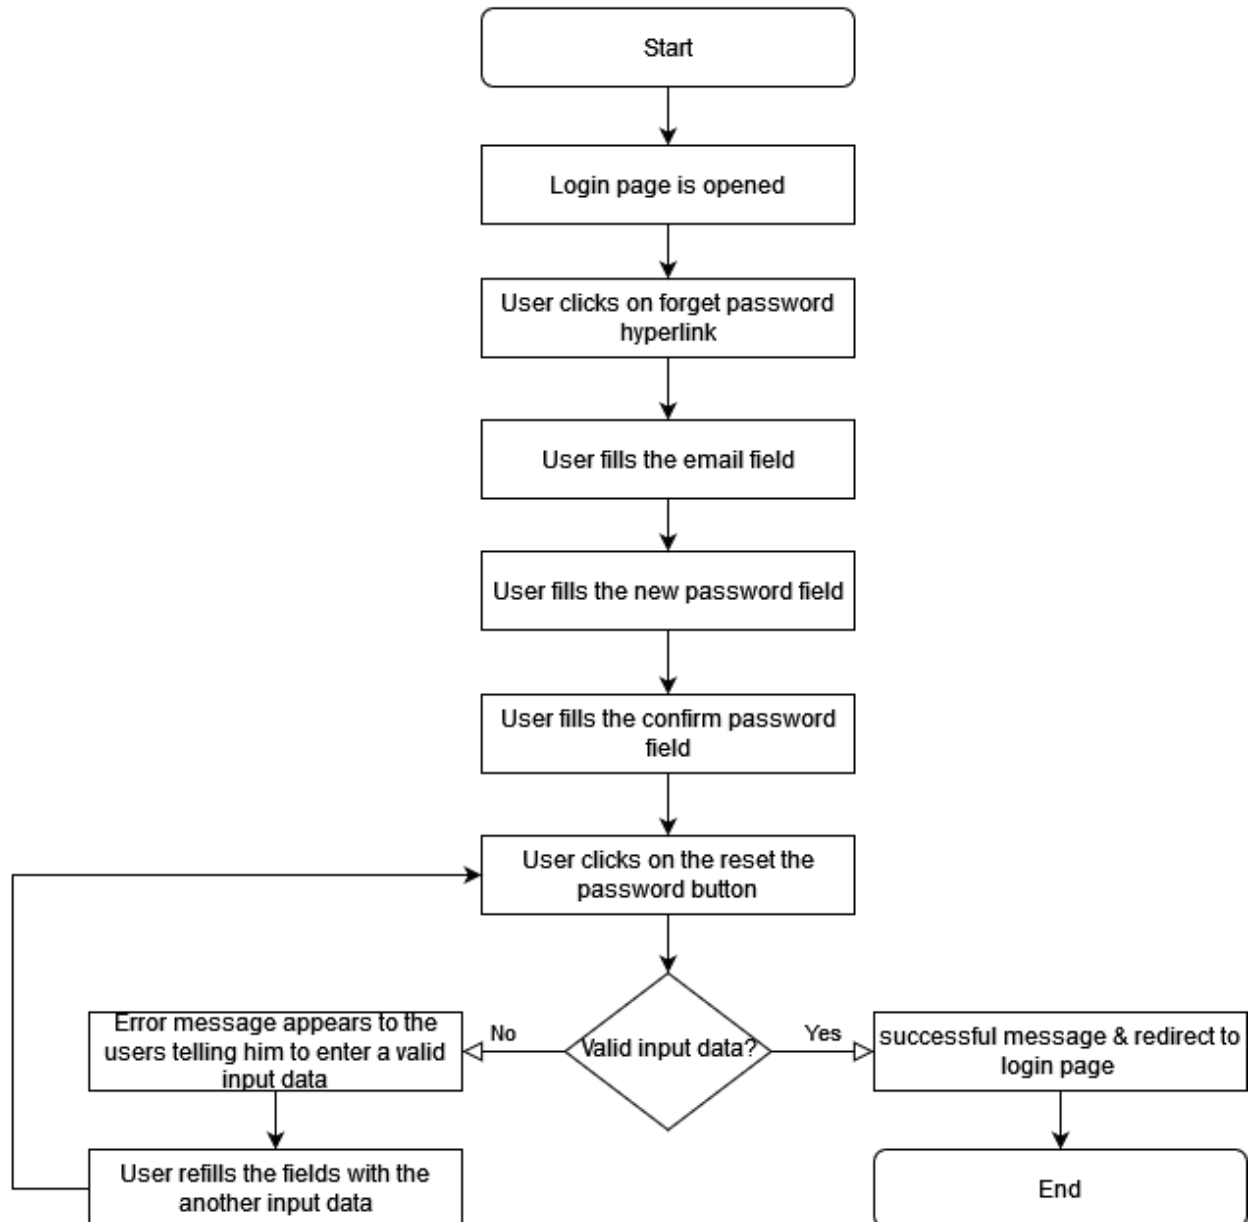 Start
Login page is opened
User clicks on forget password
hyperlink
User fills the email field
User fills the new password field
User fills the confirm password
field
User clicks on the reset the
password button
Valid input data?
No
Yes
Error message appears to the
users telling him to enter a valid
input data
successful message & redirect to
login page
User refills the fields with the
another input data
End